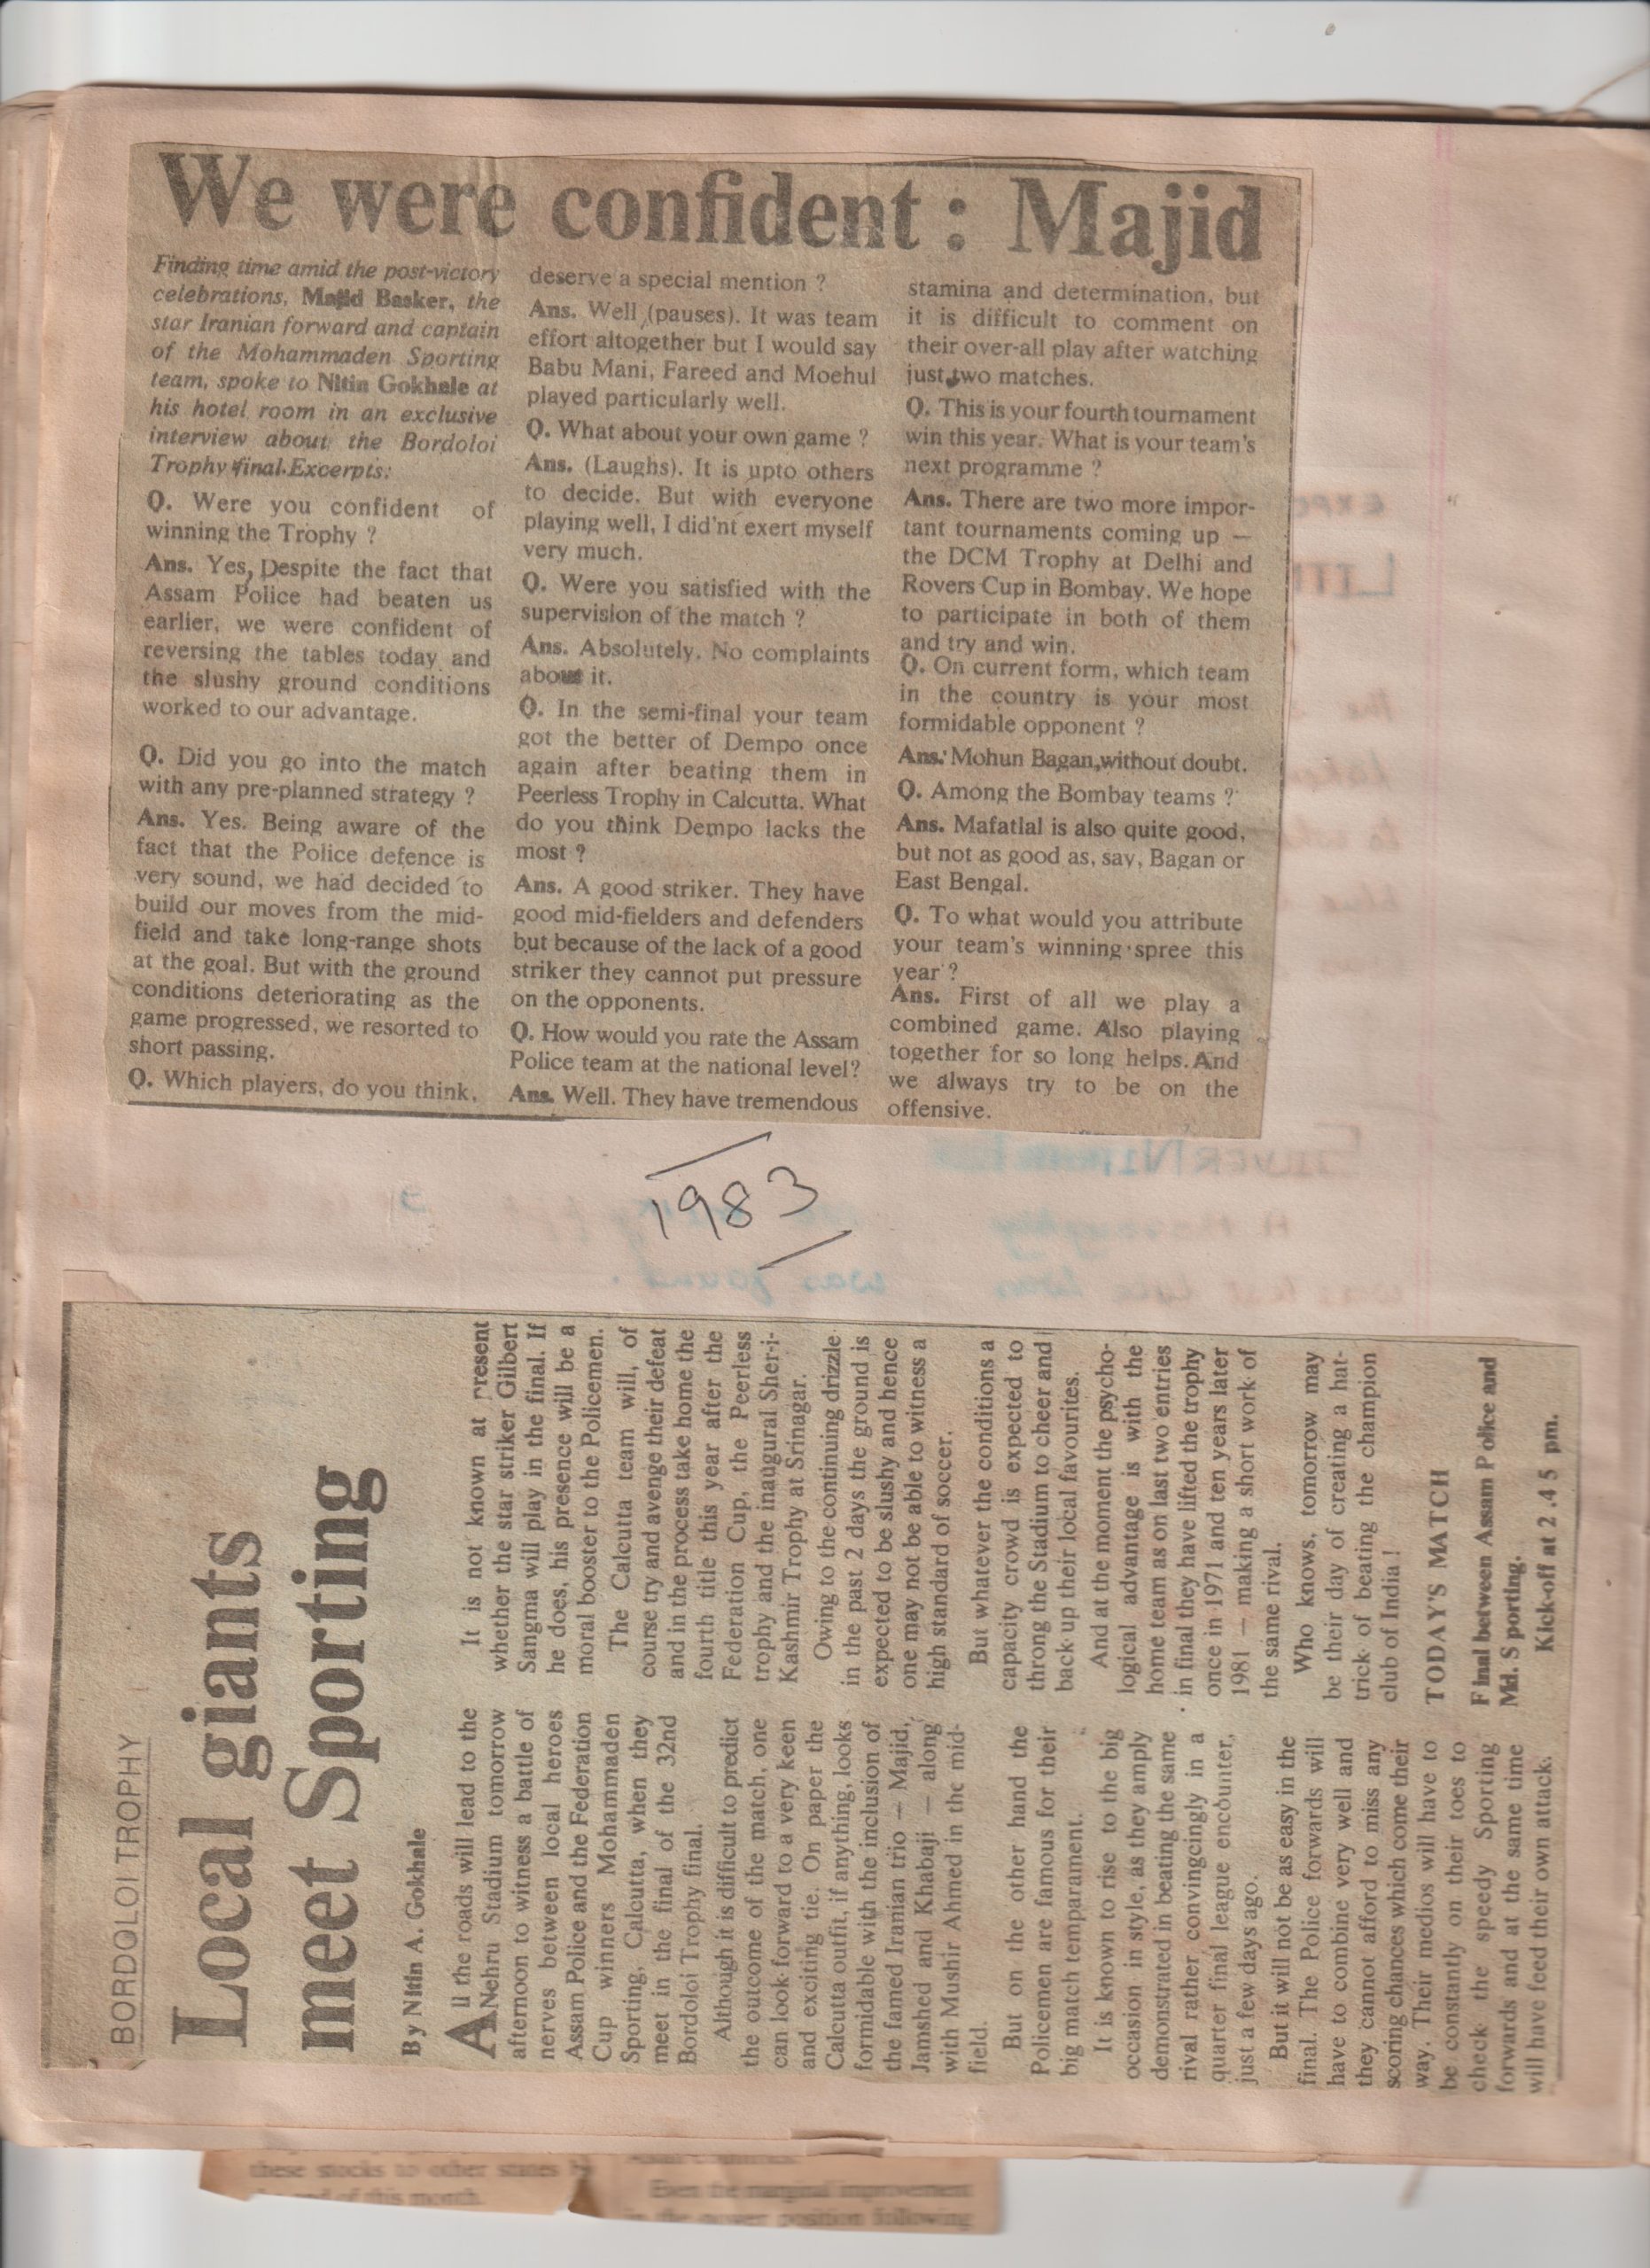 We were confident : Majid
Finding time amid the post-victory
celebrations, Majid Basker, the
star Iranian forward and captain
of the Mohammaden Sporting
team, spoke to Nitin Gokhale at
his hotel room in an exclusive
interview about the Bordoloi
Trophy final. Excerpts:
Q. Were you confident of
winning the Trophy ?
Ans. Yes, Despite the fact that
Assam Police had beaten us
earlier, we were confident of
reversing the tables today and
the slushy ground conditions
worked to our advantage.
Q. Did you go into the match
with any pre-planned strategy ?
Ans. Yes. Being aware of the
fact that the Police defence is
very sound, we had decided to
build our moves from the mid-
field and take long-range shots
at the goal. But with the ground
conditions deteriorating as the
game progressed, we resorted to
short passing.
Q. Which players, do you think,
deserve a special mention ?
Ans. Well (pauses). It was team
effort altogether but I would say
Babu Mani, Fareed and Moehul
played particularly well.
Q. What about your own game ?
Ans. (Laughs). It is upto others
to decide. But with everyone
playing well, I did'nt exert myself
very much.
Q. Were you satisfied with the
supervision of the match ?
Ans. Absolutely. No complaints
about it.
Q. In the semi-final your team
got the better of Dempo once
again after beating them in
Peerless Trophy in Calcutta. What
do you think Dempo lacks the
most ?
Ans. A good striker. They have
good mid-fielders and defenders
but because of the lack of a good
striker they cannot put pressure
on the opponents.
Q. How would you rate the Assam
Police team at the national level?
Ans. Well. They have tremendous
stamina and determination, but
it is difficult to comment on
their over-all play after watching
just two matches.
Q. This is your fourth tournament
win this year. What is your team's
next programme ?
Ans. There are two more impor-
tant tournaments coming up —
the DCM Trophy at Delhi and
Rovers Cup in Bombay. We hope
to participate in both of them
and try and win.
Q. On current form, which team
in the country is your most
formidable opponent ?
Ans. Mohun Bagan, without doubt.
Q. Among the Bombay teams ?
Ans. Mafatlal is also quite good,
but not as good as, say, Bagan or
East Bengal.
Q. To what would you attribute
your team's winning spree this
year ?
Ans. First of all we play a
combined game. Also playing
together for so long helps. And
we always try to be on the
offensive.
1983
BORDOLOI TROPHY
Local giants
meet Sporting
By Nitin A. Gokhale
All the roads will lead to the
Nehru Stadium tomorrow
afternoon to witness a battle of
nerves between local heroes
Assam Police and the Federation
Cup winners Mohammaden
Sporting, Calcutta, when they
meet in the final of the 32nd
Bordoloi Trophy final.
Although it is difficult to predict
the outcome of the match, one
can look forward to a very keen
and exciting tie. On paper the
Calcutta outfit, if anything, looks
formidable with the inclusion of
the famed Iranian trio — Majid,
Jamshed and Khabaji — along
with Mushir Ahmed in the mid-
field.
But on the other hand the
Policemen are famous for their
big match temparament.
It is known to rise to the big
occasion in style, as they amply
demonstrated in beating the same
rival rather convincingly in a
quarter final league encounter,
just a few days ago.
But it will not be as easy in the
final. The Police forwards will
have to combine very well and
they cannot afford to miss any
scoring chances which come their
way. Their medios will have to
be constantly on their toes to
check the speedy Sporting
forwards and at the same time
will have feed their own attack.
It is not known at present
whether the star striker Gilbert
Sangma will play in the final. If
he does, his presence will be a
moral booster to the Policemen.
The Calcutta team will, of
course try and avenge their defeat
and in the process take home the
fourth title this year after the
Federation Cup, the Peerless
trophy and the inaugural Sher-i-
Kashmir Trophy at Srinagar.
Owing to the continuing drizzle
in the past 2 days the ground is
expected to be slushy and hence
one may not be able to witness a
high standard of soccer.
But whatever the conditions a
capacity crowd is expected to
throng the Stadium to cheer and
back up their local favourites.
And at the moment the psycho-
logical advantage is with the
home team as on last two entries
in final they have lifted the trophy
once in 1971 and ten years later
1981 — making a short work of
the same rival.
Who knows, tomorrow may
be their day of creating a hat-
trick of beating the champion
club of India !
TODAY'S MATCH
Final between Assam Police and
Md. Sporting.
Kick-off at 2.45 pm.
these stocks to other states
end of this month.
Even the marginal improvement
in the power position following